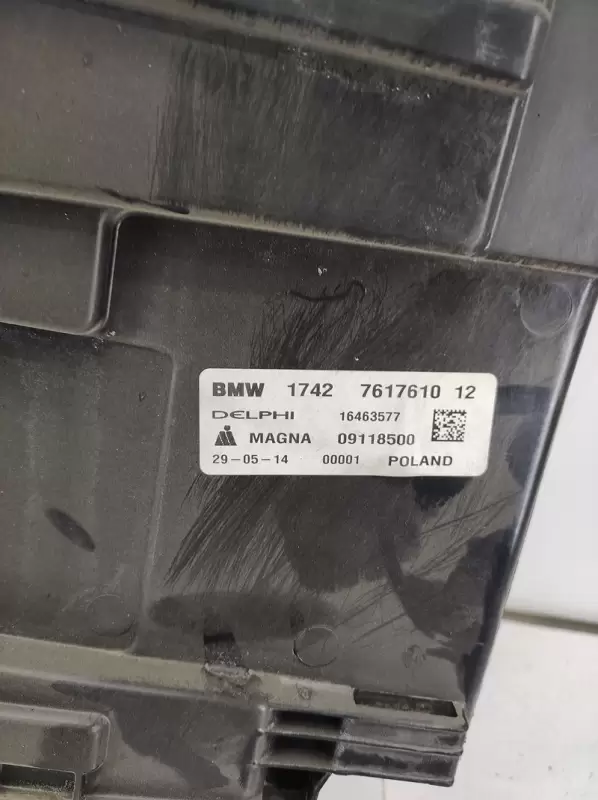 BMW 1742 7617610 12
DELPHI 16463577
MAGNA 09118500
29-05-14 00001 POLAND